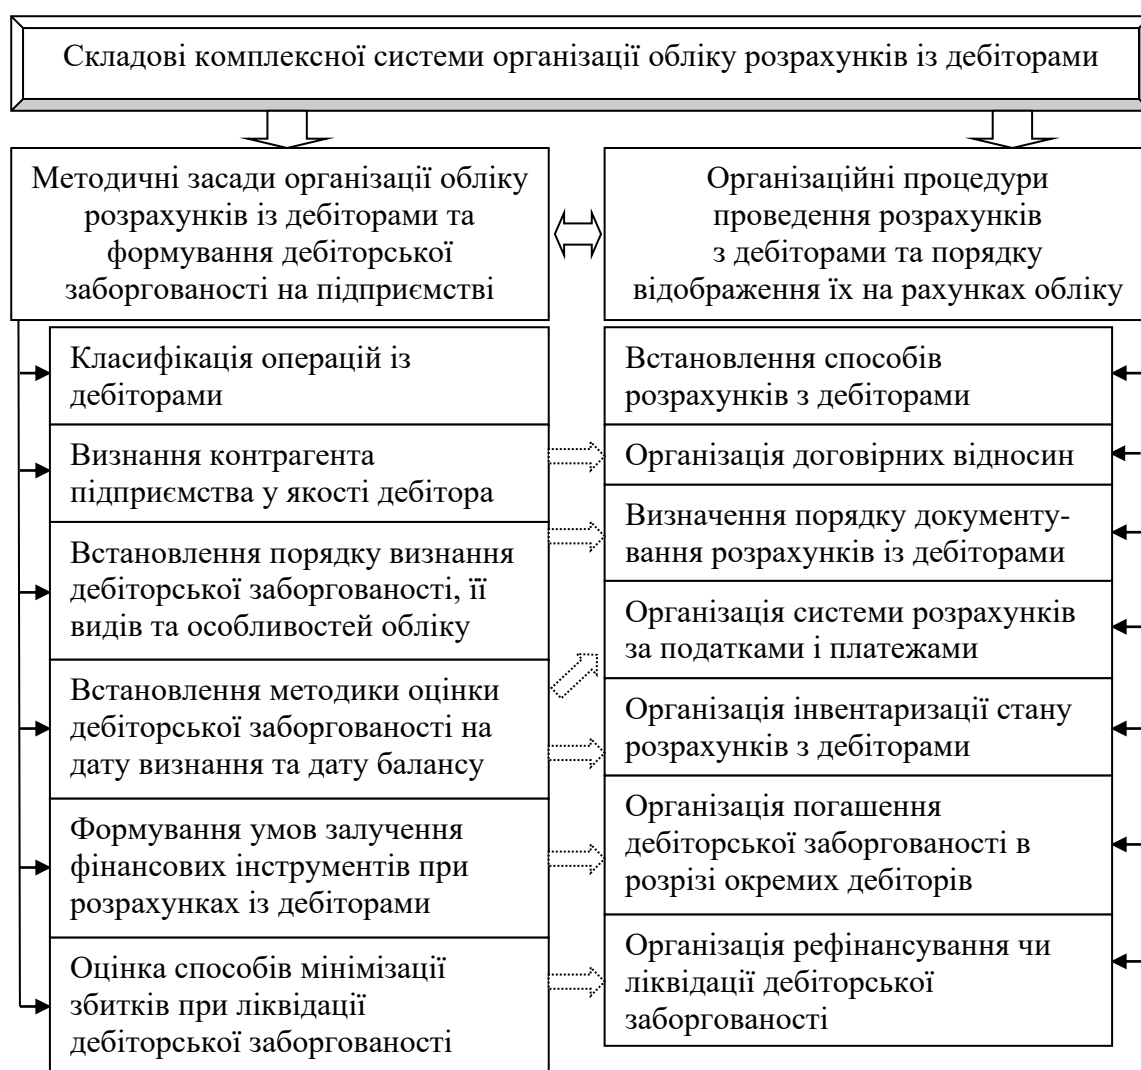 Складові комплексної системи організації обліку розрахунків із дебіторами
Методичні засади організації обліку
розрахунків із дебіторами та
формування дебіторської
заборгованості на підприємстві
Організаційні процедури
проведення розрахунків
з дебіторами та порядку
відображення їх на рахунках обліку
Класифікація операцій із
дебіторами
Визнання контрагента
підприємства у якості дебітора
Встановлення порядку визнання
дебіторської заборгованості, її
видів та особливостей обліку
Встановлення методики оцінки
дебіторської заборгованості на
дату визнання та дату балансу
Формування умов залучення
фінансових інструментів при
розрахунках із дебіторами
Оцінка способів мінімізації
збитків при ліквідації
дебіторської заборгованості
Встановлення способів
розрахунків з дебіторами
Організація договірних відносин
Визначення порядку документу-
вання розрахунків із дебіторами
Організація системи розрахунків
за податками і платежами
Організація інвентаризації стану
розрахунків з дебіторами
Організація погашення
дебіторської заборгованості в
розрізі окремих дебіторів
Організація рефінансування чи
ліквідації дебіторської
заборгованості